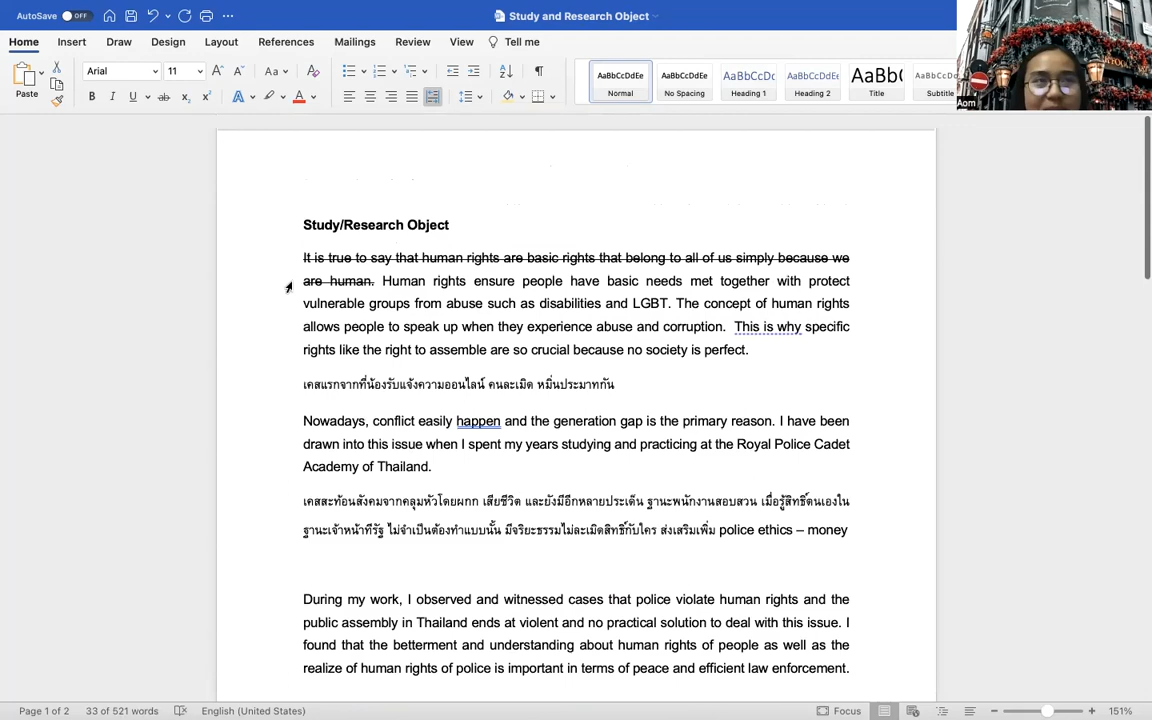 AutoSave OFF Study and Research Object
Home Insert Draw Design Layout References Mailings Review View Tell me
Paste Arial 11 Aa AaBbCcDdEe AaBbCcDdEe AaBbCcDc AaBbCcDdEe AaBb( AaBbCcDc
B I U ab x₂ x² A A Normal No Spacing Heading 1 Heading 2 Title Subtitle
Aom
Study/Research Object
It is true to say that human rights are basic rights that belong to all of us simply because we
are human. Human rights ensure people have basic needs met together with protect
vulnerable groups from abuse such as disabilities and LGBT. The concept of human rights
allows people to speak up when they experience abuse and corruption. This is why specific
rights like the right to assemble are so crucial because no society is perfect.
เคสแรกจากที่น้องรับแจ้งความออนไลน์ คนละเมิด หมิ่นประมาทกัน
Nowadays, conflict easily happen and the generation gap is the primary reason. I have been
drawn into this issue when I spent my years studying and practicing at the Royal Police Cadet
Academy of Thailand.
เคสสะท้อนสังคมจากคลุมหัวโดยผกก เสียชีวิต และยังมีอีกหลายประเด็น ฐานะพนักงานสอบสวน เมื่อรู้สิทธิ์ตนเองใน
ฐานะเจ้าหน้าที่รัฐ ไม่จำเป็นต้องทำแบบนั้น มีจริยะธรรมไม่ละเมิดสิทธิ์กับใคร ส่งเสริมเพิ่ม police ethics – money
During my work, I observed and witnessed cases that police violate human rights and the
public assembly in Thailand ends at violent and no practical solution to deal with this issue. I
found that the betterment and understanding about human rights of people as well as the
realize of human rights of police is important in terms of peace and efficient law enforcement.
Page 1 of 2 33 of 521 words English (United States) Focus 151%